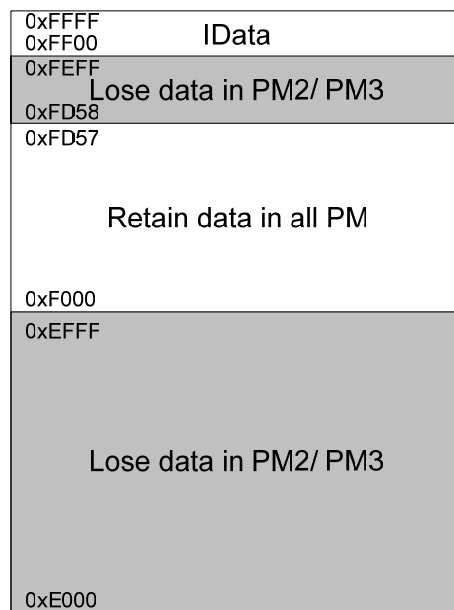 0xFFFF
IData
0xFF00
0xFEFF
Lose data in PM2/ PM3
0xFD58
0xFD57
Retain data in all PM
0xF000
0xEFFF
Lose data in PM2/ PM3
0xE000